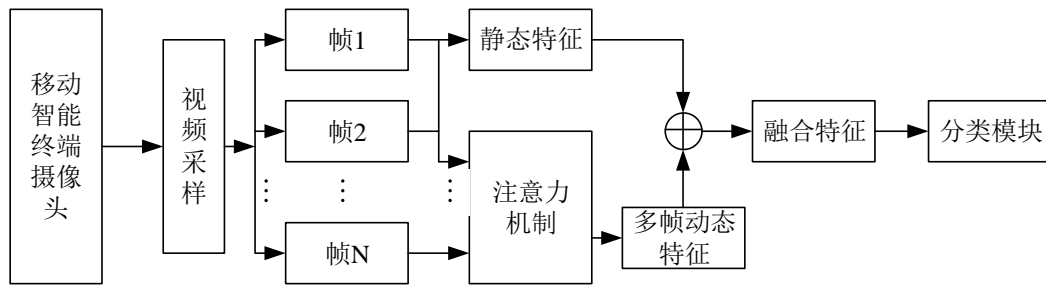 移动
智能
终端
摄像
头
视
频
采
样
帧1
帧2
帧N
静态特征
注意力
机制
多帧动态
特征
融合特征
分类模块